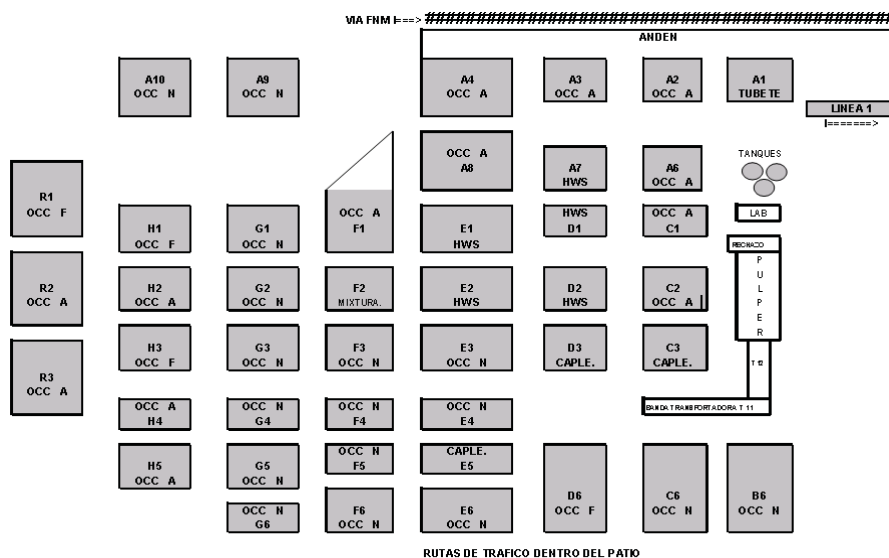 VIA FNM I==> ################################################
ANDEN
A10
OCC N
A9
OCC N
A4
OCC A
A3
OCC A
A2
OCC A
A1
TUBETE
LINEA 1
I=======>
R1
OCC F
OCC A
A8
A7
HWS
A6
OCC A
TANQUES
H1
OCC F
G1
OCC N
OCC A
F1
E1
HWS
HWS
D1
OCC A
C1
LAB
R2
OCC A
H2
OCC A
G2
OCC N
F2
MIXTURA.
E2
HWS
D2
HWS
C2
OCC A
P
U
L
P
E
R
R3
OCC A
H3
OCC F
G3
OCC N
F3
OCC N
E3
OCC N
D3
CAPLE.
C3
CAPLE.
T 12
OCC A
H4
OCC N
G4
OCC N
F4
OCC N
E4
BANDA TRANSPORTADORA T 11
H5
OCC A
G5
OCC N
OCC N
F5
CAPLE.
E5
D6
OCC F
C6
OCC N
B6
OCC N
OCC N
G6
F6
OCC N
E6
OCC N
RUTAS DE TRAFICO DENTRO DEL PATIO